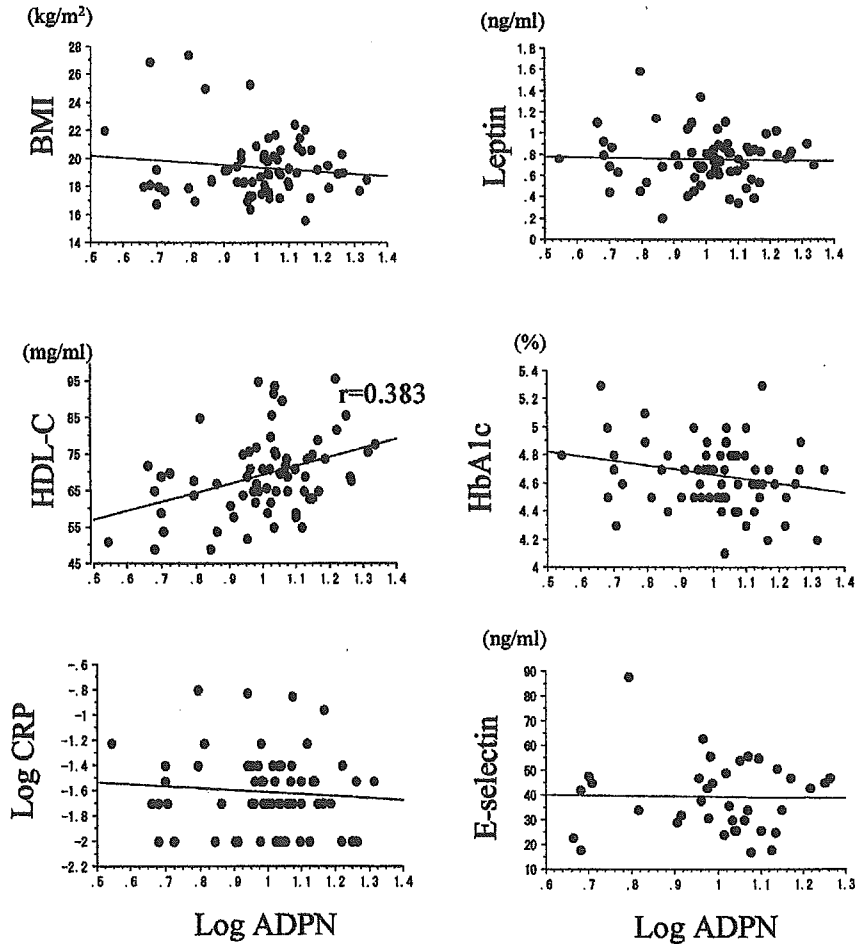 (kg/m²)
BMI
28
26
24
22
20
18
16
14
.5 .6 .7 .8 .9 1 1.1 1.2 1.3 1.4
(ng/ml)
Leptin
1.8
1.6
1.4
1.2
1
.8
.6
.4
.2
0
.5 .6 .7 .8 .9 1 1.1 1.2 1.3 1.4
(mg/ml)
HDL-C
95
85
75
65
55
45
r=0.383
.5 .6 .7 .8 .9 1 1.1 1.2 1.3 1.4
(%)
HbA1c
5.4
5.2
5
4.8
4.6
4.4
4.2
4
.5 .6 .7 .8 .9 1 1.1 1.2 1.3 1.4
Log CRP
-.6
-.8
-1
-1.2
-1.4
-1.6
-1.8
-2
-2.2
.5 .6 .7 .8 .9 1 1.1 1.2 1.3 1.4
Log ADPN
(ng/ml)
E-selectin
90
80
70
60
50
40
30
20
10
.6 .7 .8 .9 1 1.1 1.2 1.3
Log ADPN